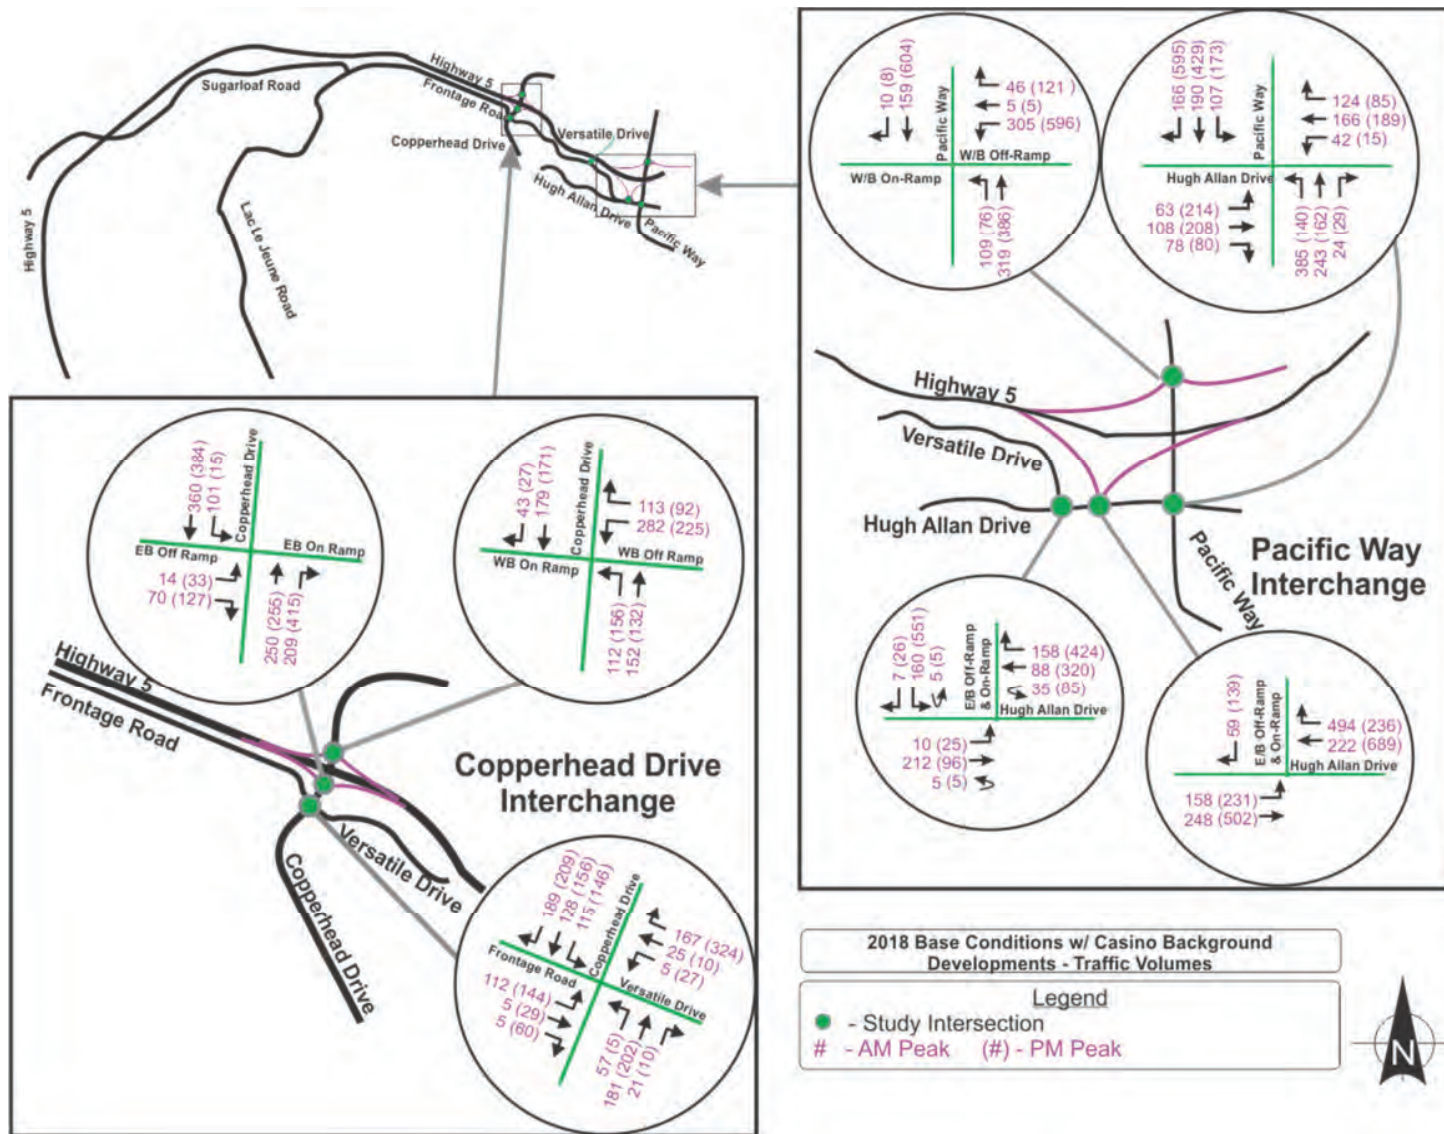 Highway 5
Sugarloaf Road
Frontage Road
Copperhead Drive
Versatile Drive
Hugh Allan Drive
Pacific Way
Lac Le Jeune Road
Highway 5
10 (8)
159 (604)
Pacific Way
46 (121)
5 (5)
305 (596)
W/B Off-Ramp
W/B On-Ramp
109 (76)
319 (386)
166 (595)
190 (429)
107 (173)
Pacific Way
124 (85)
166 (189)
42 (15)
Hugh Allan Drive
63 (214)
108 (208)
78 (80)
385 (140)
243 (162)
24 (29)
Highway 5
Versatile Drive
Hugh Allan Drive
Pacific Way
Pacific Way
Interchange
7 (26)
160 (551)
5 (5)
E/B Off-Ramp
& On-Ramp
158 (424)
88 (320)
35 (85)
Hugh Allan Drive
10 (25)
212 (96)
5 (5)
59 (139)
E/B Off-Ramp
& On-Ramp
494 (236)
222 (689)
Hugh Allan Drive
158 (231)
248 (502)
360 (384)
101 (15)
Copperhead Drive
EB Off Ramp
EB On Ramp
14 (33)
70 (127)
250 (255)
209 (415)
43 (27)
179 (171)
Copperhead Drive
113 (92)
282 (225)
WB On Ramp
WB Off Ramp
112 (156)
152 (132)
Highway 5
Frontage Road
Copperhead Drive
Interchange
Versatile Drive
Copperhead Drive
189 (209)
128 (156)
115 (146)
Copperhead Drive
167 (324)
25 (10)
5 (27)
Frontage Road
Versatile Drive
112 (144)
5 (29)
5 (60)
57 (5)
181 (202)
21 (10)
2018 Base Conditions w/ Casino Background
Developments - Traffic Volumes
Legend
- Study Intersection
# - AM Peak (#) - PM Peak
N